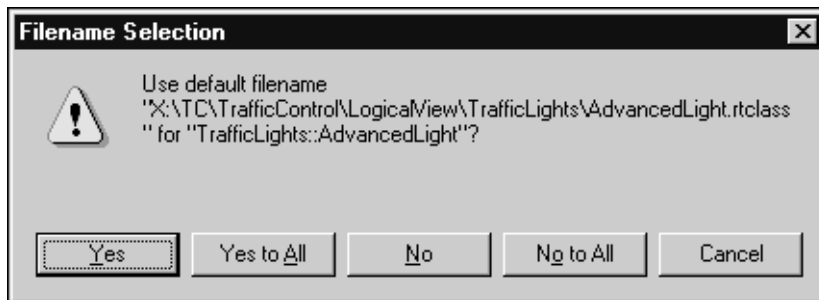 Filename Selection
Use default filename
"X:\TC\TrafficControl\LogicalView\TrafficLights\AdvancedLight.rtclass
" for "TrafficLights::AdvancedLight"?
Yes
Yes to All
No
No to All
Cancel